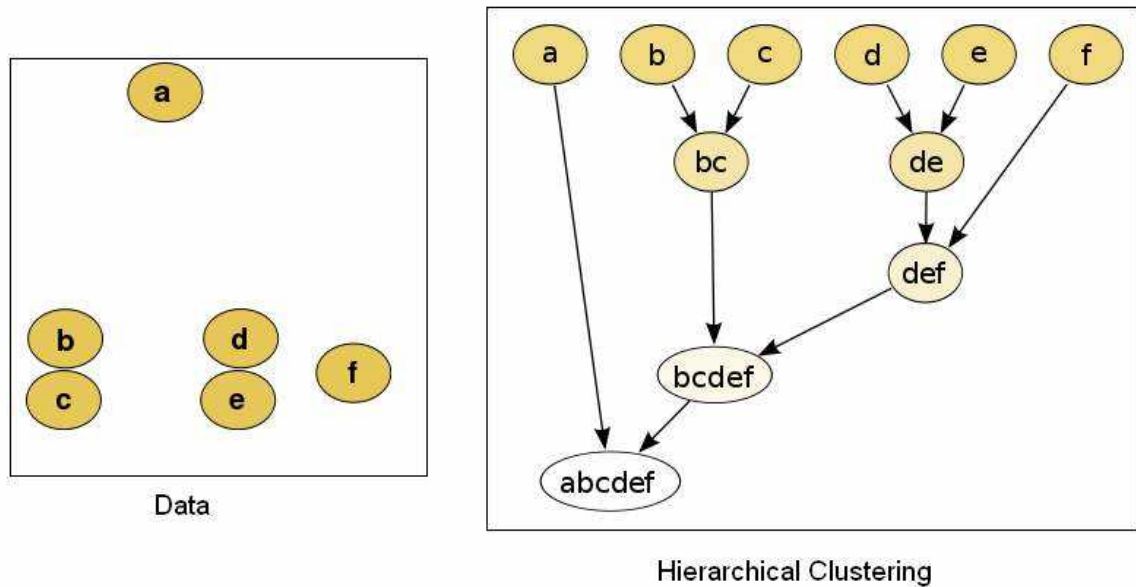 a
b
c
d
e
f
Data
a b c d e f
bc de
def
bcdef
abcdef
Hierarchical Clustering